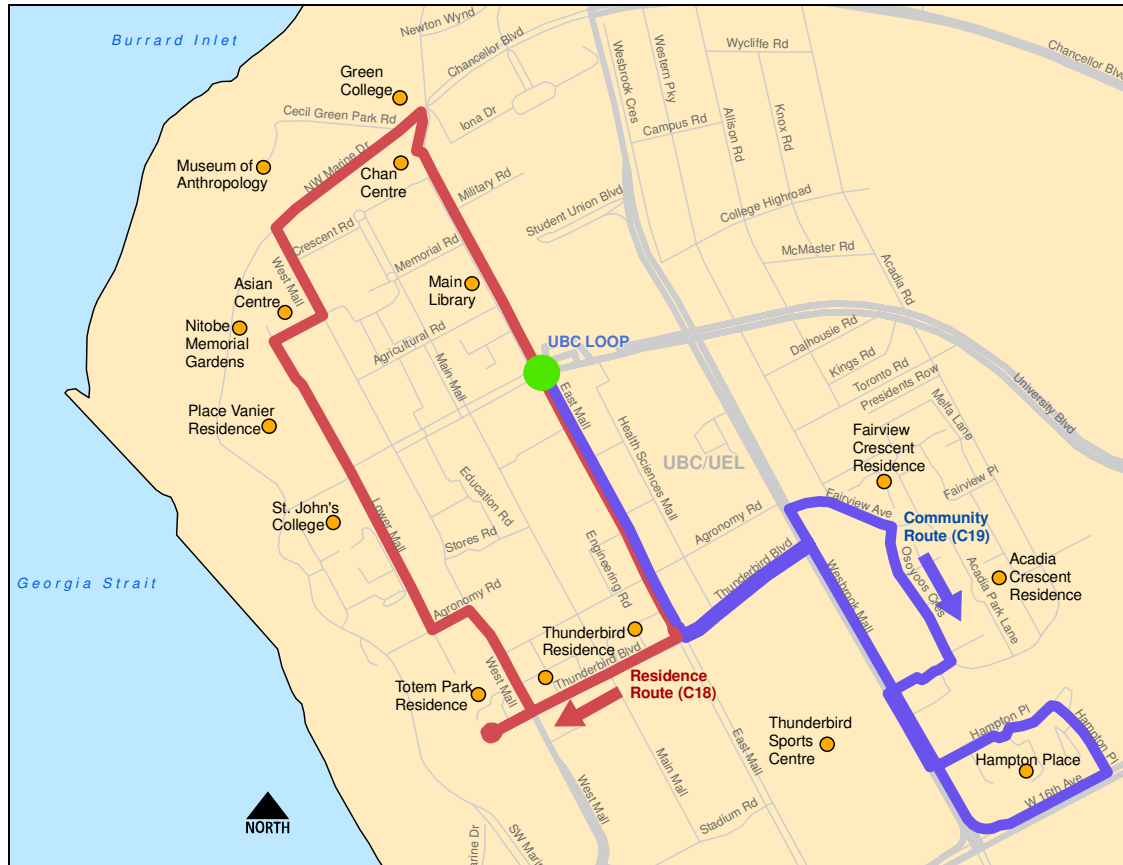 Burrard Inlet
Newton Wynd
Chancellor Blvd
Wesbrook Cres
Western Pky
Wycliffe Rd
Chancellor Blvd
Green
College
Cecil Green Park Rd
Iona Dr
Campus Rd
Allison Rd
Knox Rd
Museum of
Anthropology
NW Marine Dr
Chan
Centre
Military Rd
Student Union Blvd
College Highroad
Crescent Rd
Memorial Rd
McMaster Rd
West Mall
Asian
Centre
Main
Library
Acadia Rd
Nitobe
Memorial
Gardens
Agricultural Rd
UBC LOOP
Dalhousie Rd
Kings Rd
Toronto Rd
Presidents Row
Main Mall
East Mall
Melfa Lane
University Blvd
Place Vanier
Residence
Health Sciences Mall
UBC/UEL
Fairview
Crescent
Residence
Fairview Pl
Education Rd
Fairview Ave
St. John's
College
Lower Mall
Stores Rd
Agronomy Rd
Community
Route (C19)
Georgia Strait
Engineering Rd
Thunderbird Blvd
Osoyoos Cres
Acadia Park Lane
Acadia
Crescent
Residence
Agronomy Rd
Wesbrook Mall
Thunderbird
Residence
Thunderbird Blvd
West Mall
Residence
Route (C18)
Totem Park
Residence
Thunderbird
Sports
Centre
Hampton Pl
Hampton Pl
Hampton Place
W 16th Ave
East Mall
Main Mall
West Mall
Stadium Rd
NORTH
SW Marin
Marine Dr